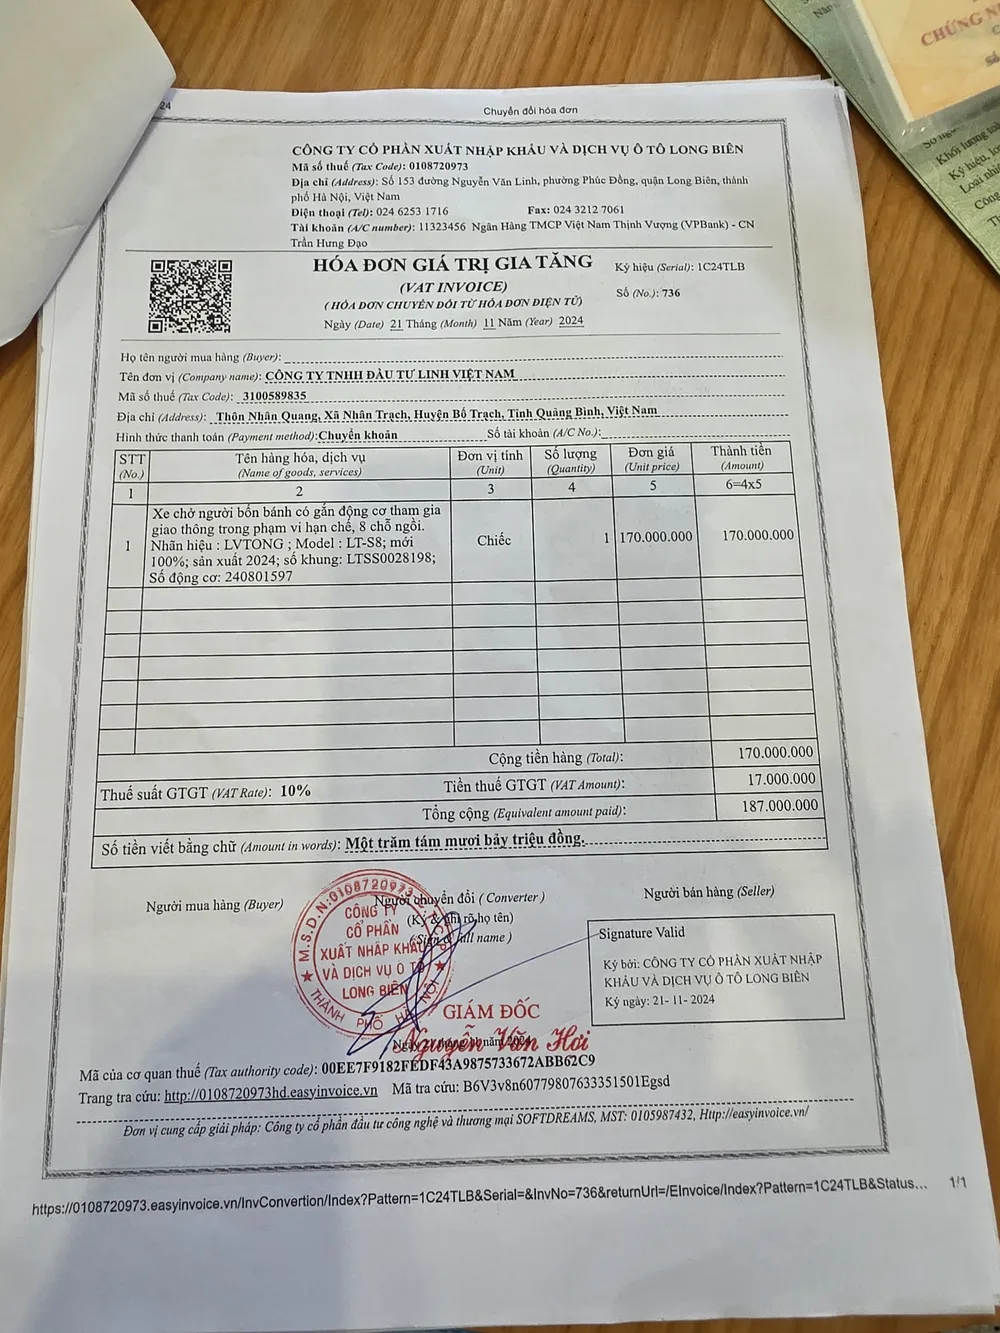 24
Chuyển đổi hóa đơn
CÔNG TY CỔ PHẦN XUẤT NHẬP KHẨU VÀ DỊCH VỤ Ô TÔ LONG BIÊN
Mã số thuế (Tax Code): 0108720973
Địa chỉ (Address): Số 153 đường Nguyễn Văn Linh, phường Phúc Đồng, quận Long Biên, thành
phố Hà Nội, Việt Nam
Điện thoại (Tel): 024 6253 1716 Fax: 024 3212 7061
Tài khoản (A/C number): 11323456 Ngân Hàng TMCP Việt Nam Thịnh Vượng (VPBank) - CN
Trần Hưng Đạo
HÓA ĐƠN GIÁ TRỊ GIA TĂNG
(VAT INVOICE)
( HÓA ĐƠN CHUYỂN ĐỔI TỪ HÓA ĐƠN ĐIỆN TỬ)
Ngày (Date) 21 Tháng (Month) 11 Năm (Year) 2024
Ký hiệu (Serial): 1C24TLB
Số (No.): 736
Họ tên người mua hàng (Buyer):
Tên đơn vị (Company name): CÔNG TY TNHH ĐẦU TƯ LINH VIỆT NAM
Mã số thuế (Tax Code): 3100589835
Địa chỉ (Address): Thôn Nhân Quang, Xã Nhân Trạch, Huyện Bố Trạch, Tỉnh Quảng Bình, Việt Nam
Hình thức thanh toán (Payment method): Chuyển khoản Số tài khoản (A/C No.):
STT (No.) Tên hàng hóa, dịch vụ (Name of goods, services) Đơn vị tính (Unit) Số lượng (Quantity) Đơn giá (Unit price) Thành tiền (Amount)
1 2 3 4 5 6=4x5
Xe chở người bốn bánh có gắn động cơ tham gia
giao thông trong phạm vi hạn chế, 8 chỗ ngồi.
1 Nhãn hiệu : LVTONG ; Model : LT-S8; mới Chiếc 1 170.000.000 170.000.000
100%; sản xuất 2024; số khung: LTSS0028198;
Số động cơ: 240801597
Cộng tiền hàng (Total): 170.000.000
Thuế suất GTGT (VAT Rate): 10% Tiền thuế GTGT (VAT Amount): 17.000.000
Tổng cộng (Equivalent amount paid): 187.000.000
Số tiền viết bằng chữ (Amount in words): Một trăm tám mươi bảy triệu đồng.
Người mua hàng (Buyer) Người chuyển đổi ( Converter ) Người bán hàng (Seller)
(Ký & ghi rõ họ tên)
(Sign & full name )
M.S.D.N:0108720973
CÔNG TY
CỔ PHẦN
XUẤT NHẬP KHẨU
VÀ DỊCH VỤ Ô TÔ
LONG BIÊN
THÀNH PHỐ HÀ NỘI
Signature Valid
Ký bởi: CÔNG TY CỔ PHẦN XUẤT NHẬP
KHẨU VÀ DỊCH VỤ Ô TÔ LONG BIÊN
Ký ngày: 21- 11- 2024
GIÁM ĐỐC
Nguyễn Văn Hơi
Mã của cơ quan thuế (Tax authority code): 00EE7F9182FEDF43A9875733672ABB62C9
Trang tra cứu: http://0108720973hd.easyinvoice.vn Mã tra cứu: B6V3v8n60779807633351501Egsd
Đơn vị cung cấp giải pháp: Công ty cổ phần đầu tư công nghệ và thương mại SOFTDREAMS, MST: 0105987432, Http://easyinvoice.vn/
https://0108720973.easyinvoice.vn/InvConvertion/Index?Pattern=1C24TLB&Serial=&InvNo=736&returnUrl=/EInvoice/Index?Pattern=1C24TLB&Status... 1/1
CHỨNG